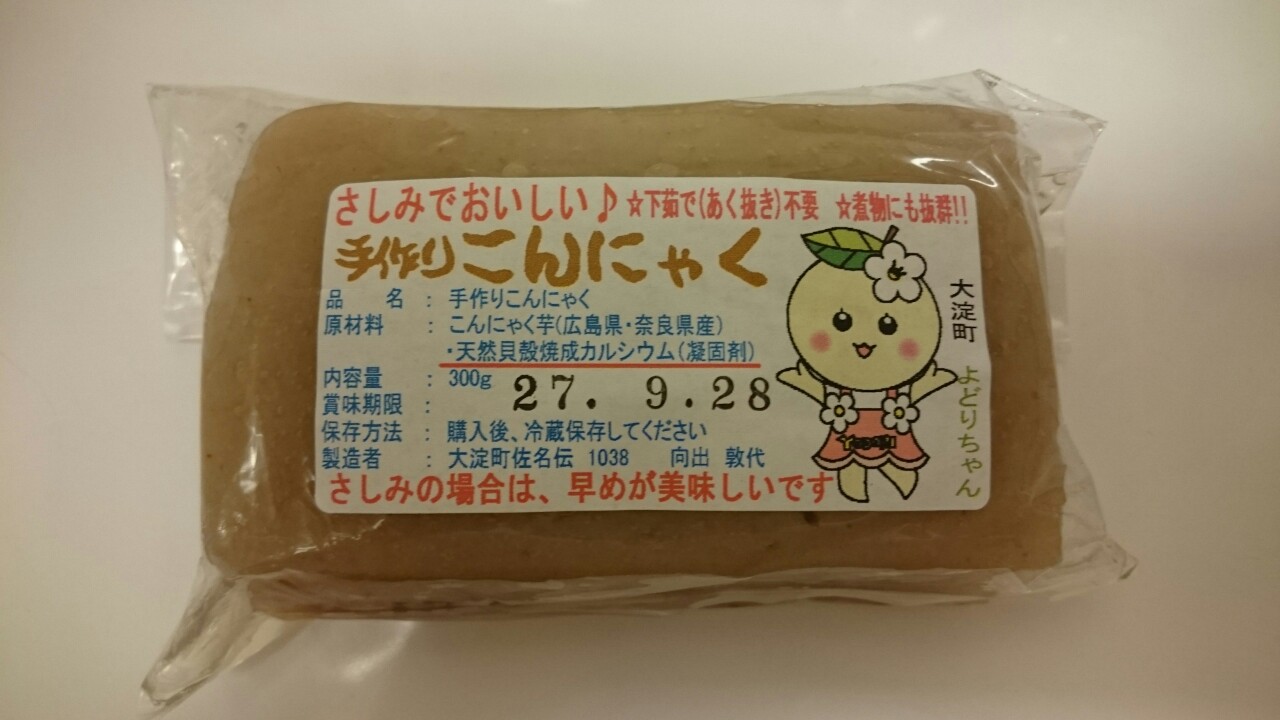 さしみでおいしい♪ ☆下茹で(あく抜き)不要 ☆煮物にも抜群!!
手作りこんにゃく
品 名 : 手作りこんにゃく
原材料 : こんにゃく芋(広島県・奈良県産)
・天然貝殻焼成カルシウム(凝固剤)
内容量 : 300g
賞味期限 : 27. 9.28
保存方法 : 購入後、冷蔵保存してください
製造者 : 大淀町佐名伝 1038 向出 敦代
さしみの場合は、早めが美味しいです
大淀町
よどりちゃん